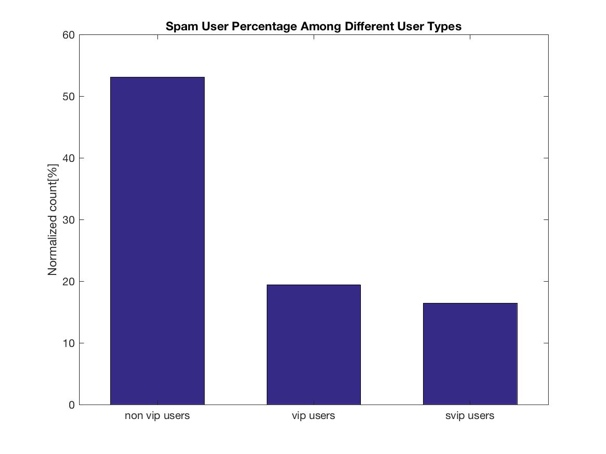 Spam User Percentage Among Different User Types
Normalized count[%]
60
50
40
30
20
10
0
non vip users
vip users
svip users